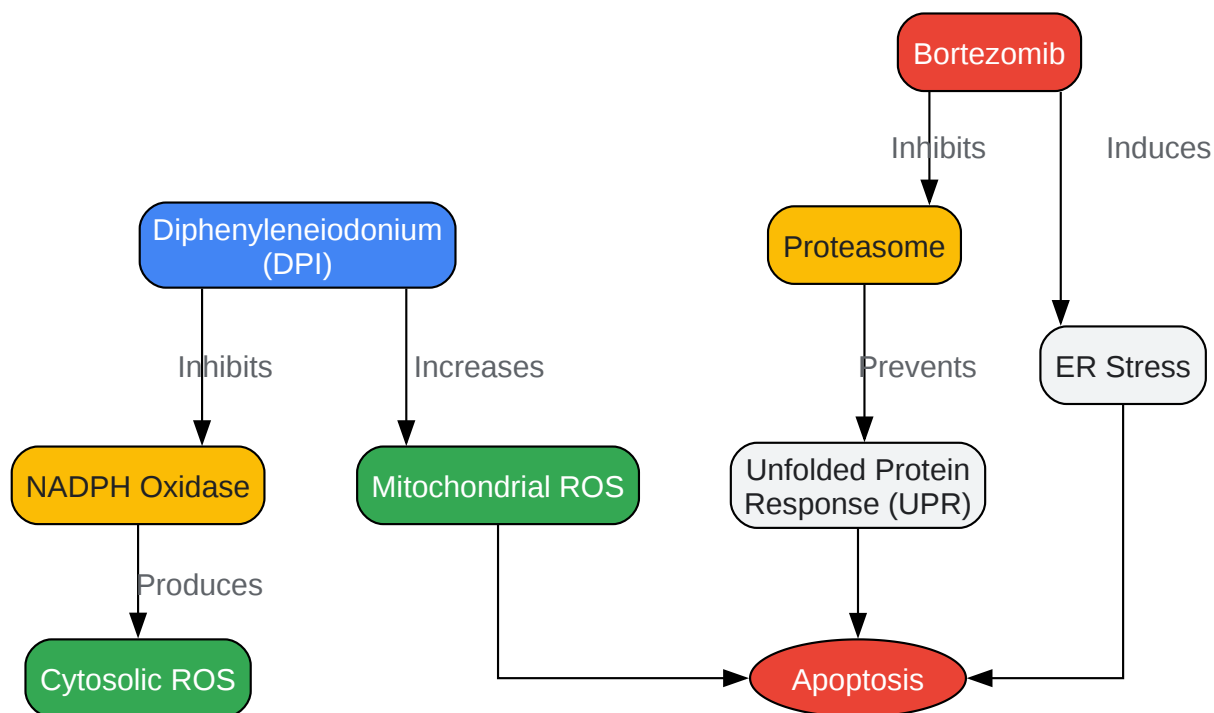 Bortezomib
Inhibits
Induces
Diphenyleneiodonium
(DPI)
Proteasome
Inhibits
Increases
Prevents
ER Stress
NADPH Oxidase
Mitochondrial ROS
Unfolded Protein
Response (UPR)
Produces
Cytosolic ROS
Apoptosis